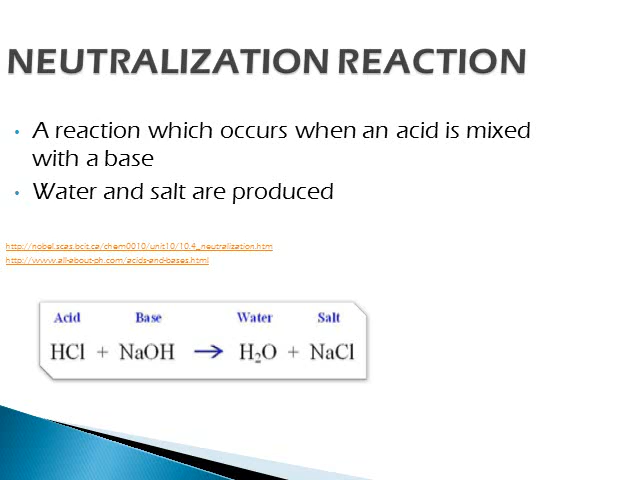 NEUTRALIZATION REACTION
• A reaction which occurs when an acid is mixed
with a base
• Water and salt are produced
http://nobel.scas.bcit.ca/chem0010/unit10/10.4_neutralization.htm
http://www.all-about-ph.com/acids-and-bases.html
Acid Base Water Salt
HCl + NaOH → H₂O + NaCl